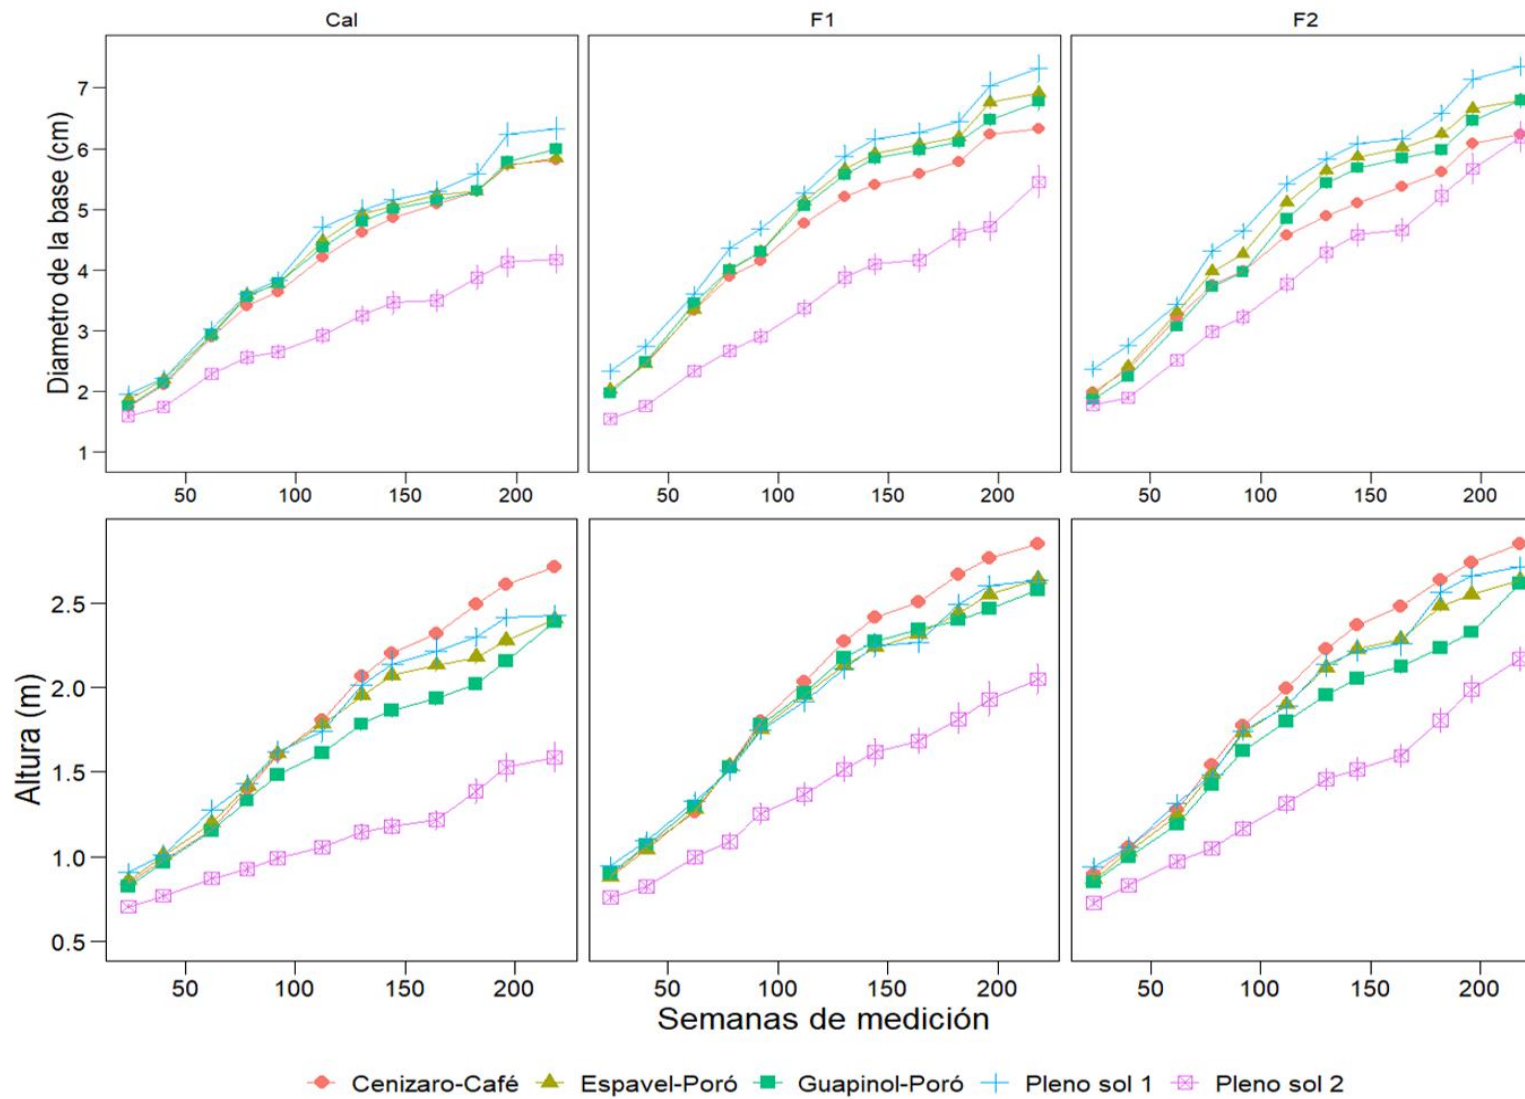 Cal F1 F2
Diametro de la base (cm)
7
6
5
4
3
2
1
50 100 150 200 50 100 150 200 50 100 150 200
Altura (m)
2.5
2.0
1.5
1.0
0.5
50 100 150 200 50 100 150 200 50 100 150 200
Semanas de medición
Cenizaro-Café Espavel-Poró Guapinol-Poró Pleno sol 1 Pleno sol 2